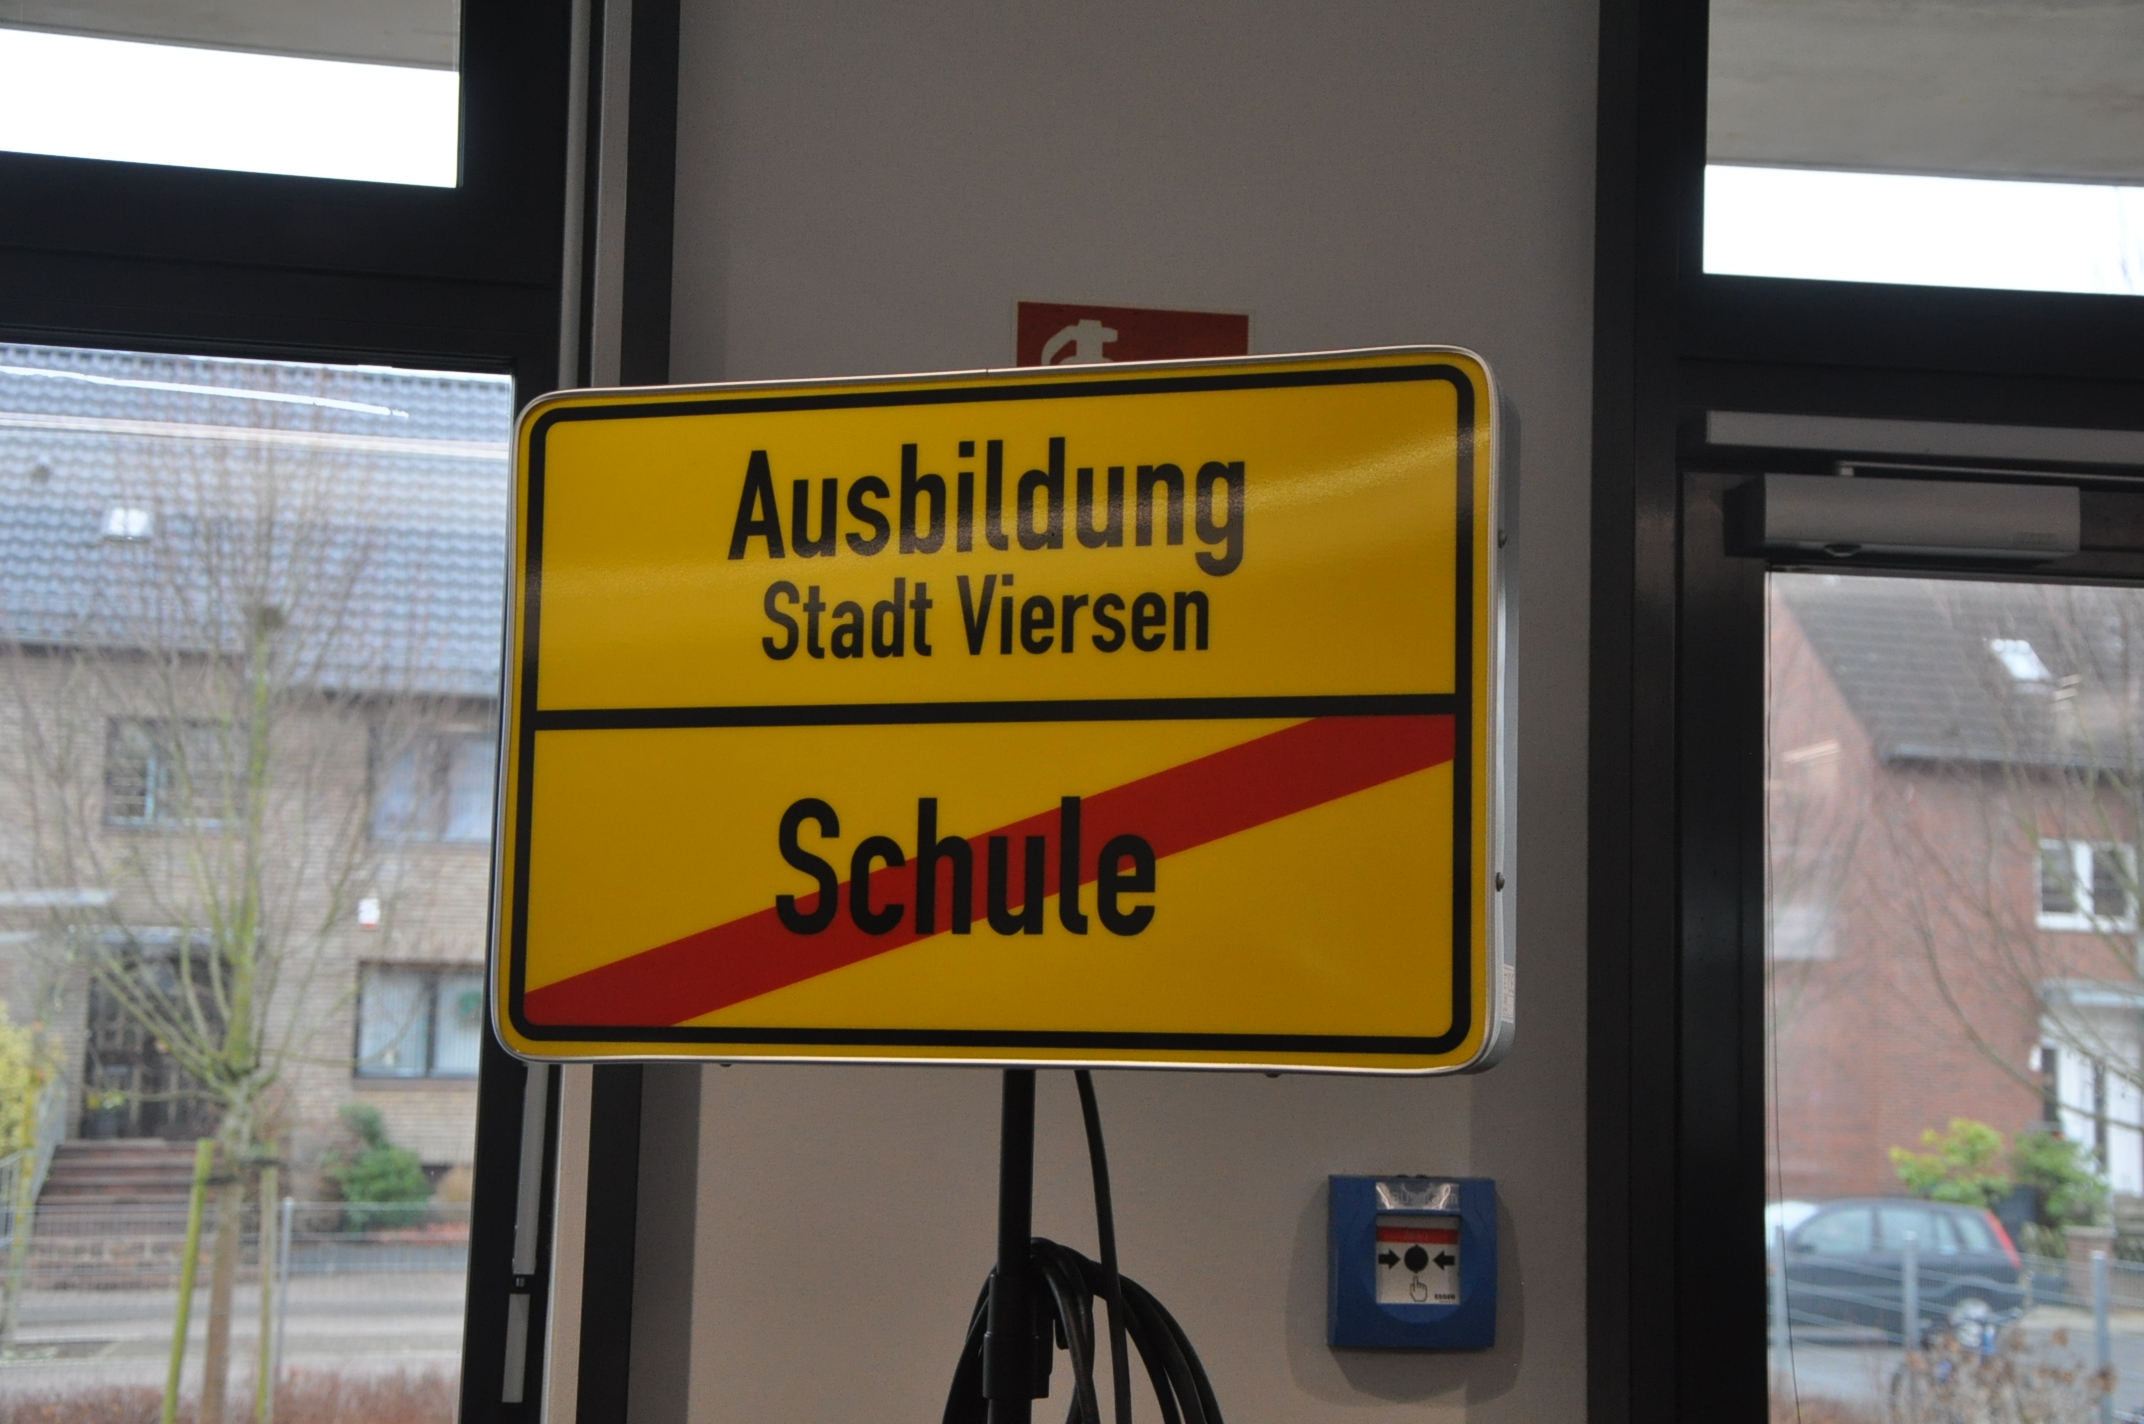 Ausbildung
Stadt Viersen
Schule